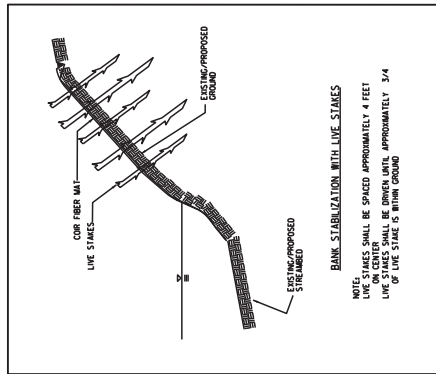 COIR FIBER MAT
LIVE STAKES
EXISTING/PROPOSED
GROUND
EXISTING/PROPOSED
STREAMBED
BANK STABILIZATION WITH LIVE STAKES
NOTE:
LIVE STAKES SHALL BE SPACED APPROXIMATELY 4 FEET
ON CENTER
LIVE STAKES SHALL BE DRIVEN UNTIL APPROXIMATELY 3/4
OF LIVE STAKE IS WITHIN GROUND